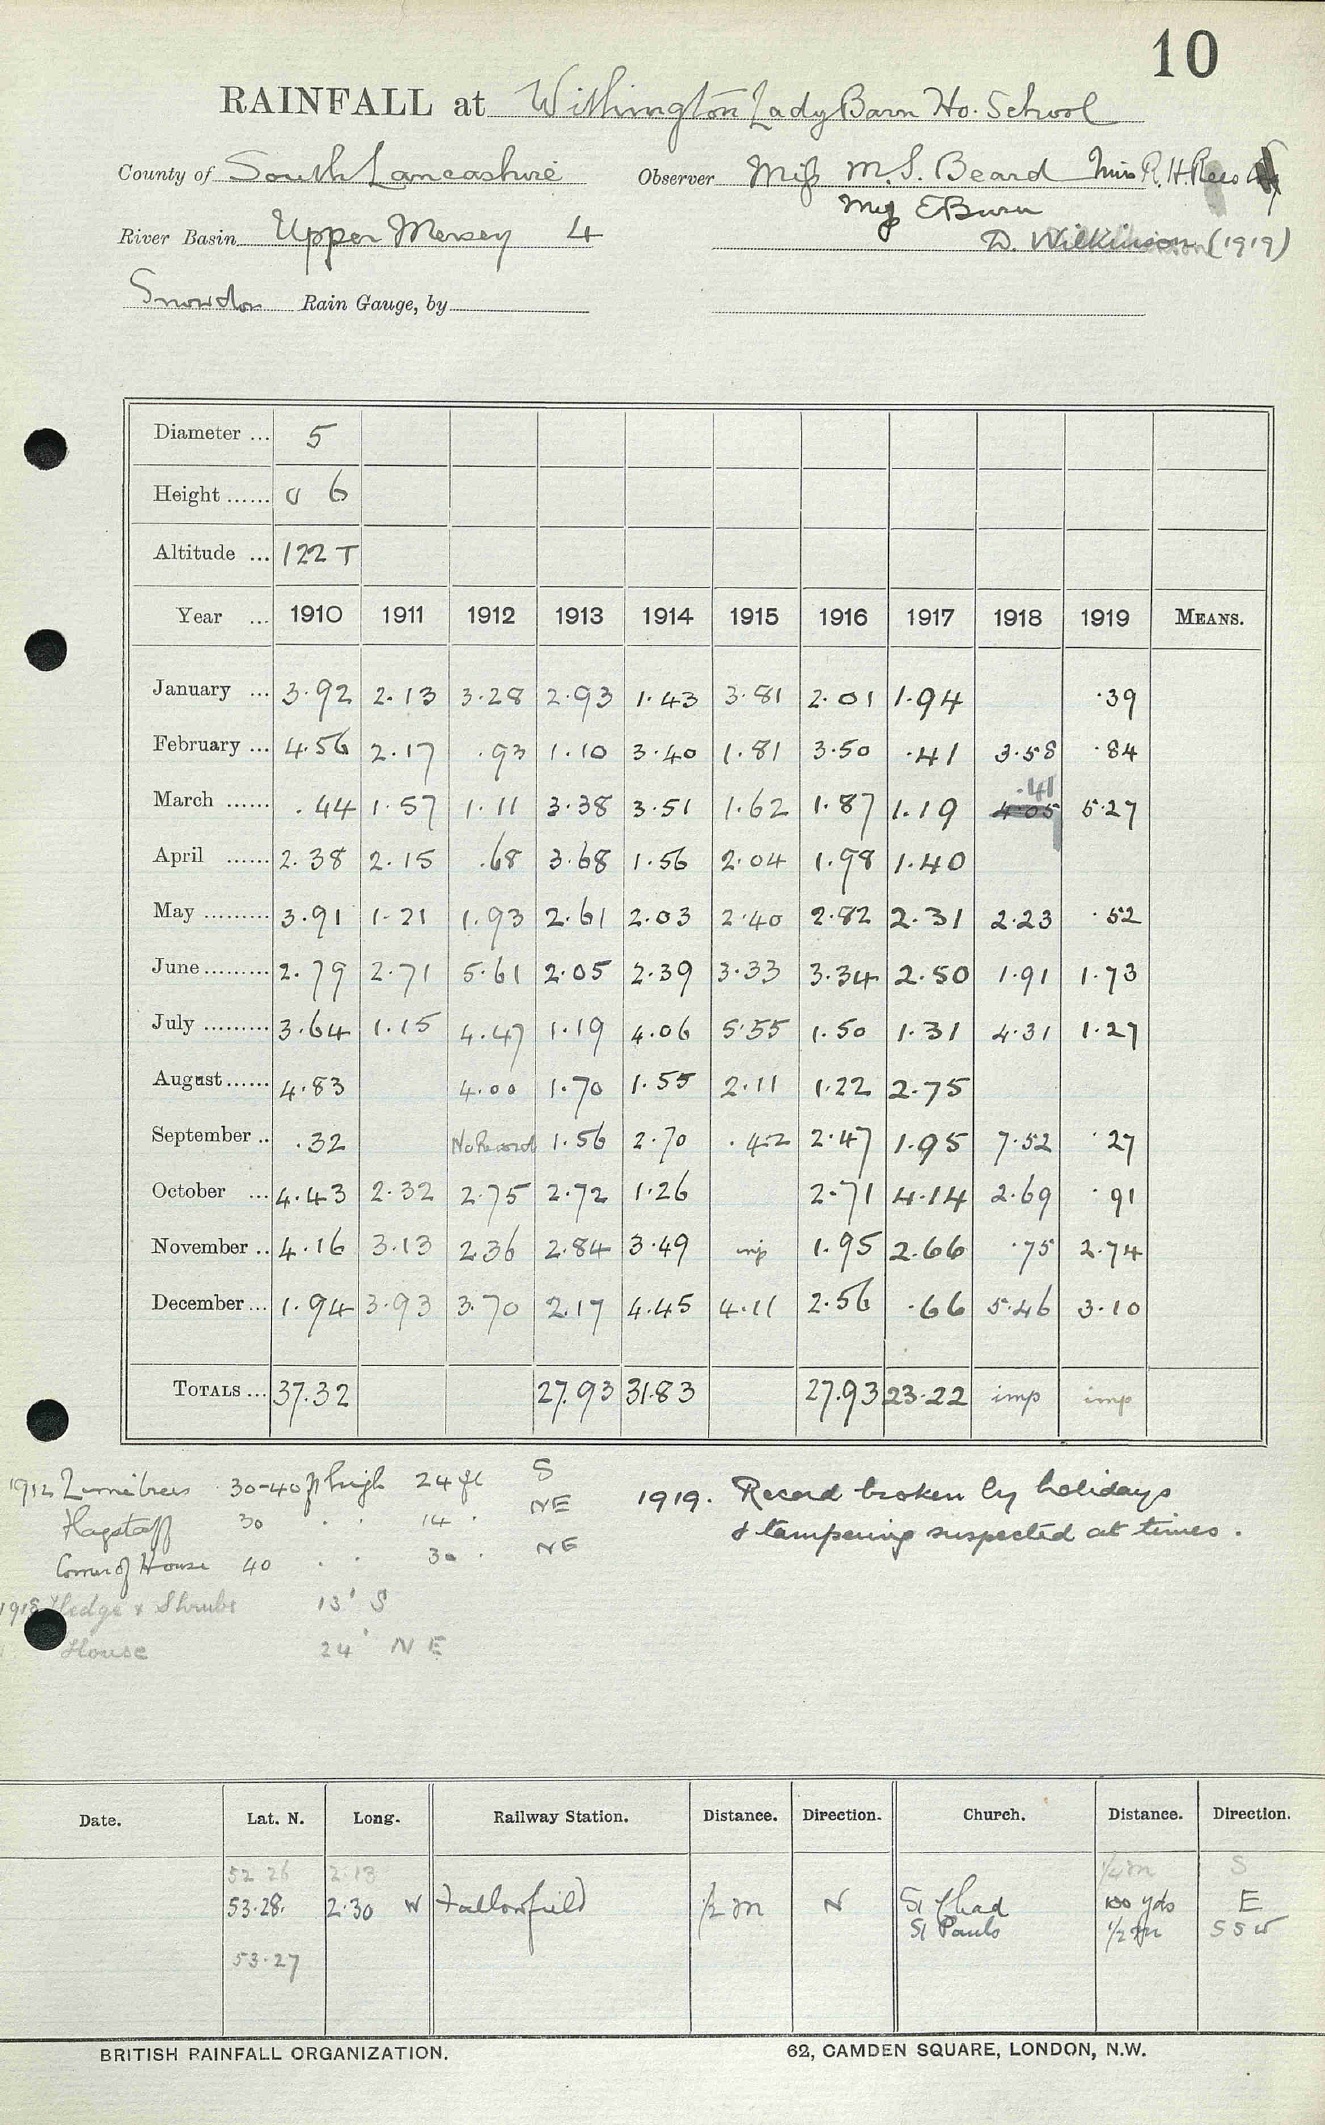 10
RAINFALL at Withington Lady Barn Ho. School
County of South Lancashire Observer Miss M. S. Beard Miss R. H.
Miss E Burn
River Basin Upper Mersey 4 D. Wilkinson (1919)
Snowdon Rain Gauge, by
Diameter ... 5
Height ...... 0 6
Altitude ... 122 T
Year ... 1910 1911 1912 1913 1914 1915 1916 1917 1918 1919 MEANS.
January ... 3.92 2.13 3.28 2.93 1.43 3.81 2.01 1.94 .39
February ... 4.56 2.17 .93 1.10 3.40 1.81 3.50 .41 3.58 .84
.41
March ...... .44 1.57 1.11 3.38 3.51 1.62 1.87 1.19 4.05 5.27
April ...... 2.38 2.15 .68 3.68 1.56 2.04 1.98 1.40
May ......... 3.91 1.21 1.93 2.61 2.03 2.40 2.82 2.31 2.23 .52
June ......... 2.79 2.71 5.61 2.05 2.39 3.33 3.34 2.50 1.91 1.73
July ......... 3.64 1.15 4.47 1.19 4.06 5.55 1.50 1.31 4.31 1.27
August ...... 4.83 4.00 1.70 1.55 2.11 1.22 2.75
September .. .32 No Record 1.56 2.70 .42 2.47 1.95 7.52 .27
October ... 4.43 2.32 2.75 2.72 1.26 2.71 4.14 2.69 .91
November .. 4.16 3.13 2.36 2.84 3.49 imp 1.95 2.66 .75 2.74
December ... 1.94 3.93 3.70 2.17 4.45 4.11 2.56 .66 5.46 3.10
TOTALS ... 37.32 27.93 31.83 27.93 23.22 imp imp
1912 Limetrees 30-40 ft high 24 ft S
Flagstaff 30 . . 14 . NE
Corner of House 40 . . 30 . NE
1919. Record broken by holidays
& tampering suspected at times.
1918 Hedge & Shrubs 13' S
House 24' NE
Date. Lat. N. Long. Railway Station. Distance. Direction. Church. Distance. Direction.
52 26 2.13 1/4 m S
53.28. 2.30 W Fallowfield 1/2 m N St Chad 100 yds E
St Pauls 1/2 m SSW
53.27
BRITISH RAINFALL ORGANIZATION. 62, CAMDEN SQUARE, LONDON, N.W.